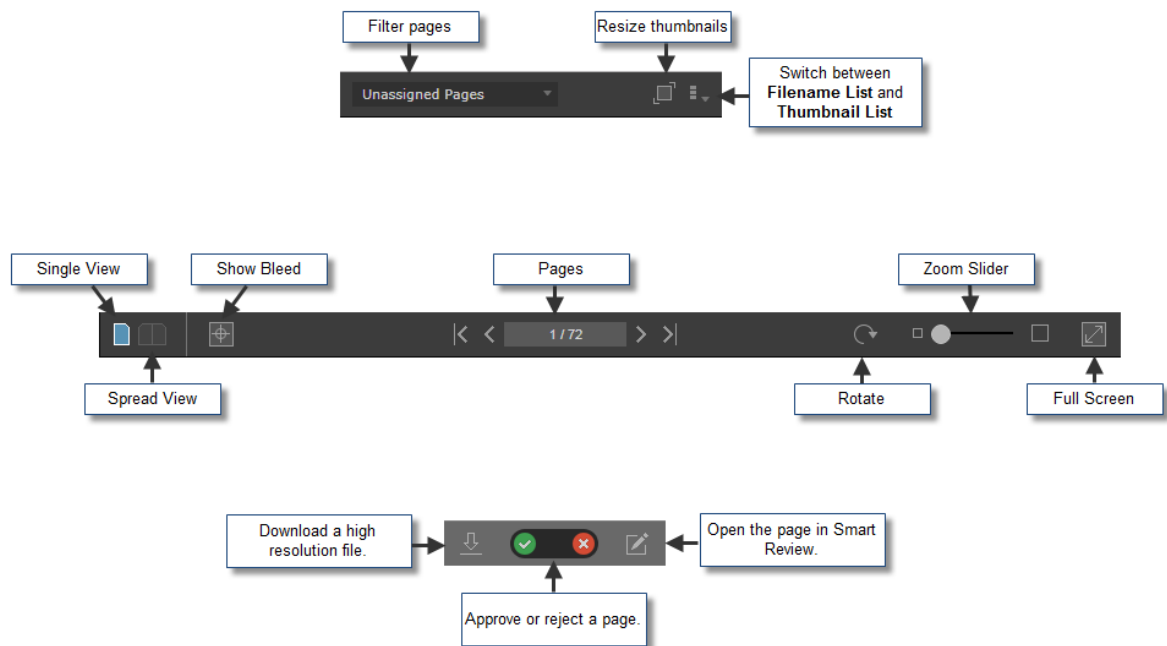 Filter pages
Resize thumbnails
Unassigned Pages
Switch between
Filename List and
Thumbnail List
Single View
Show Bleed
Pages
Zoom Slider
1 / 72
Spread View
Rotate
Full Screen
Download a high
resolution file.
Open the page in Smart
Review.
Approve or reject a page.